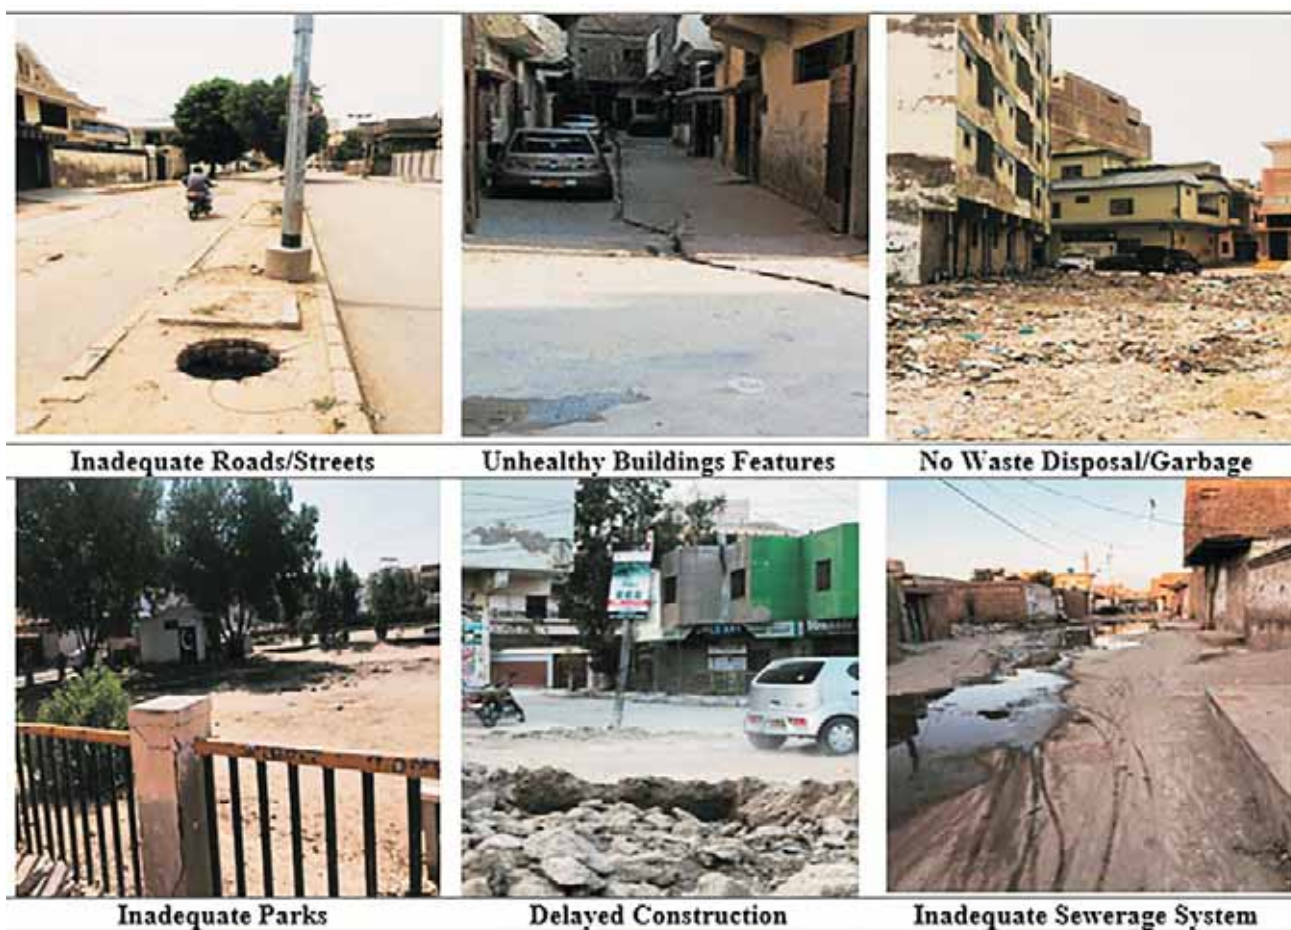 Inadequate Roads/Streets
Unhealthy Buildings Features
No Waste Disposal/Garbage
Inadequate Parks
Delayed Construction
Inadequate Sewerage System